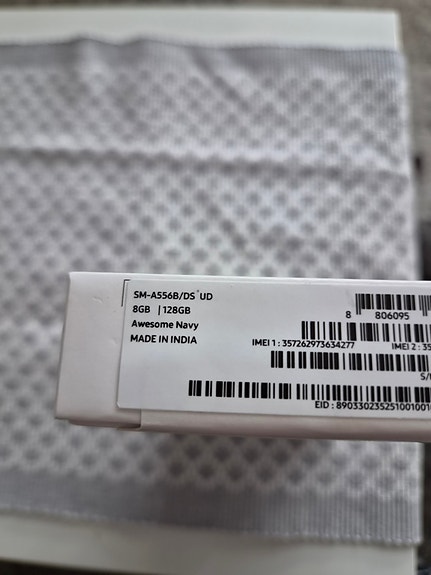 SM-A556B/DS UD
8GB | 128GB
Awesome Navy
MADE IN INDIA
8 806095
IMEI 1 : 357262973634277
IMEI 2 : 35
S/
EID : 8903302352510010